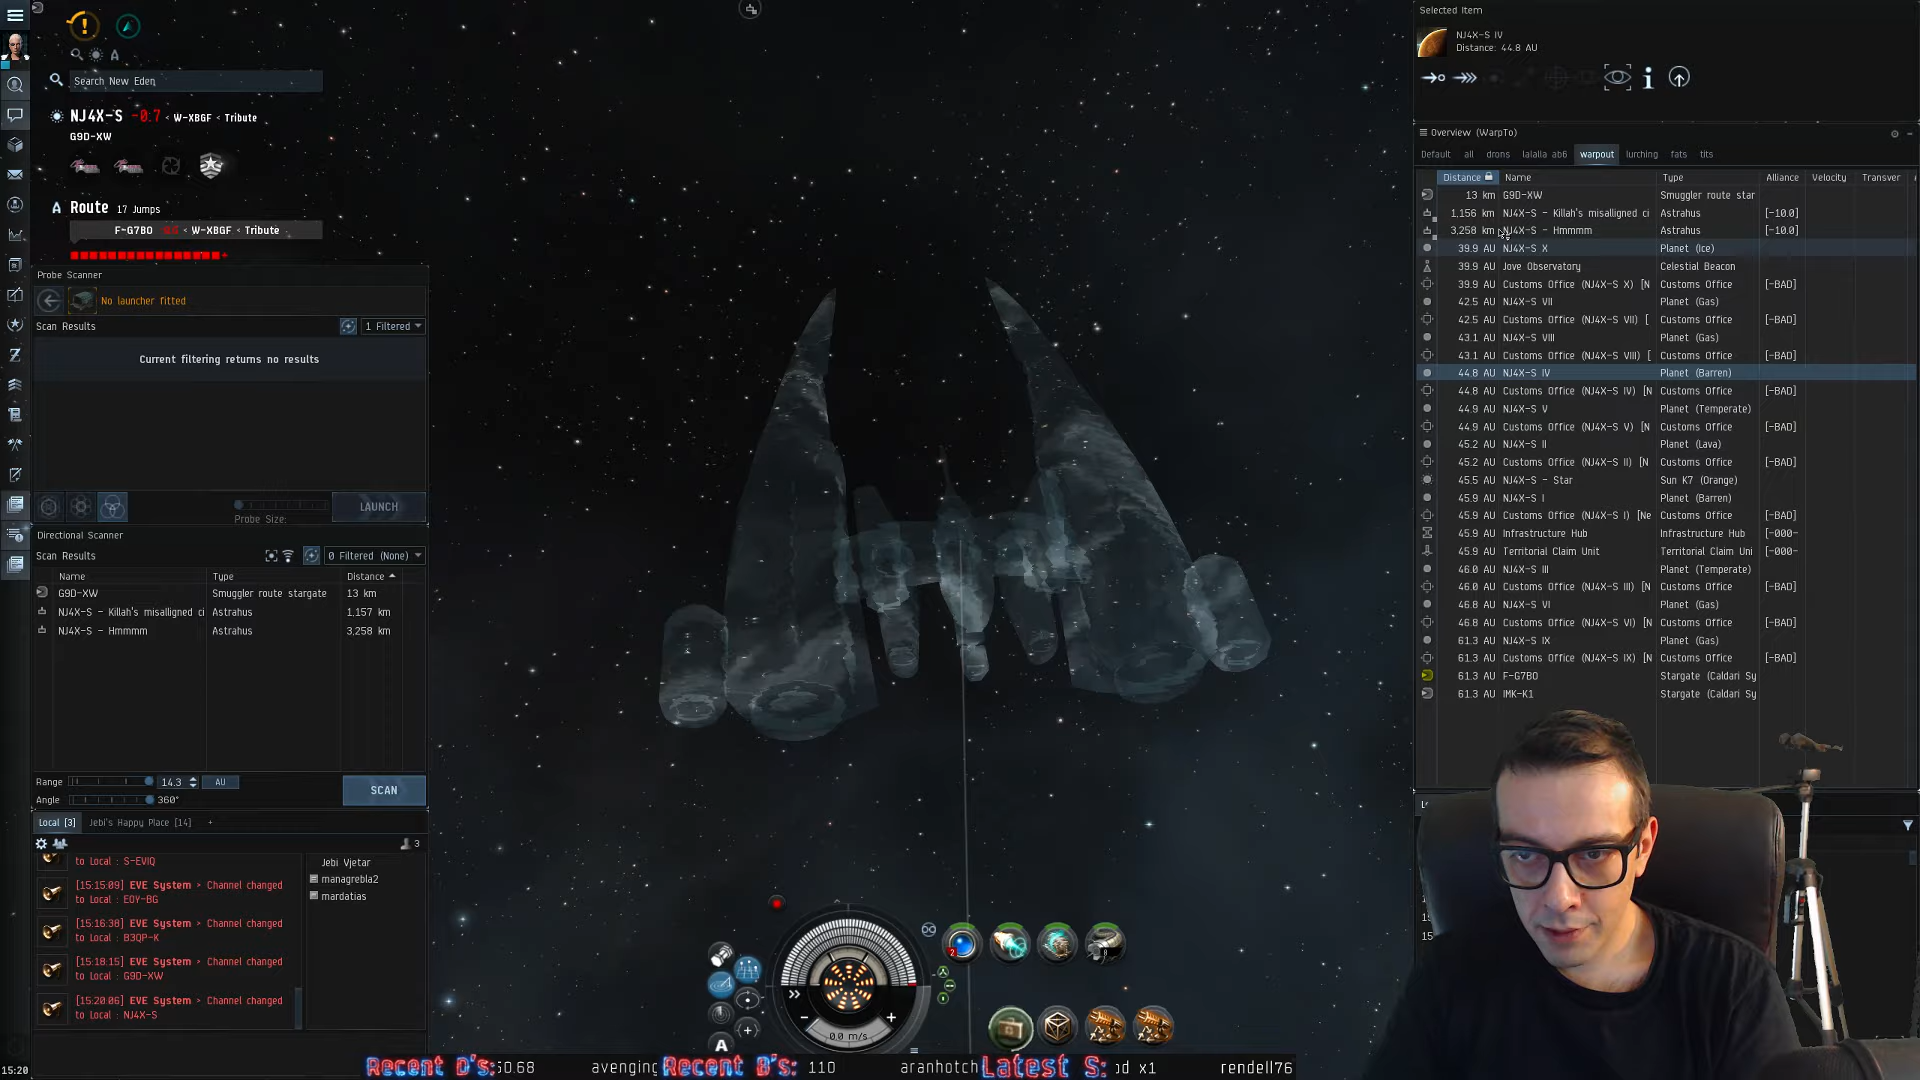 Search New Eden
NJ4X-S -0.7 < W-XBGF < Tribute
G9D-XW
Route 17 Jumps
F-G7BO -0.5 < W-XBGF < Tribute
Probe Scanner
No launcher fitted
Scan Results
1 Filtered
Current filtering returns no results
Probe Size:
LAUNCH
Directional Scanner
Scan Results
0 Filtered (None)
Name Type Distance
G9D-XW Smuggler route stargate 13 km
NJ4X-S - Killah's misalligned ci Astrahus 1,157 km
NJ4X-S - Hmmmm Astrahus 3,258 km
Range 14.3 AU
Angle 360°
SCAN
Local [3] Jebi's Happy Place [14] +
3
to Local : S-EVIQ
[15:15:09] EVE System > Channel changed
to Local : EOY-BG
[15:16:38] EVE System > Channel changed
to Local : B3QP-K
[15:18:15] EVE System > Channel changed
to Local : G9D-XW
[15:20:06] EVE System > Channel changed
to Local : NJ4X-S
Jebi Vjetar
managrebla2
mardatias
15:20
2
8
0.0 m/s
A
Recent D's: 50.68 avenging Recent B's: 110 aranhotch Latest S: od x1 rendell76
Selected Item
NJ4X-S IV
Distance: 44.8 AU
Overview (WarpTo)
Default all drons lalalla ab6 warpout lurching fats tits
Distance Name Type Alliance Velocity Transver
13 km G9D-XW Smuggler route star
1,156 km NJ4X-S - Killah's misalligned ci Astrahus [-10.0]
3,258 km NJ4X-S - Hmmmm Astrahus [-10.0]
39.9 AU NJ4X-S X Planet (Ice)
39.9 AU Jove Observatory Celestial Beacon
39.9 AU Customs Office (NJ4X-S X) [N Customs Office [-BAD]
42.5 AU NJ4X-S VII Planet (Gas)
42.5 AU Customs Office (NJ4X-S VII) [ Customs Office [-BAD]
43.1 AU NJ4X-S VIII Planet (Gas)
43.1 AU Customs Office (NJ4X-S VIII) [ Customs Office [-BAD]
44.8 AU NJ4X-S IV Planet (Barren)
44.8 AU Customs Office (NJ4X-S IV) [N Customs Office [-BAD]
44.9 AU NJ4X-S V Planet (Temperate)
44.9 AU Customs Office (NJ4X-S V) [N Customs Office [-BAD]
45.2 AU NJ4X-S II Planet (Lava)
45.2 AU Customs Office (NJ4X-S II) [N Customs Office [-BAD]
45.5 AU NJ4X-S - Star Sun K7 (Orange)
45.9 AU NJ4X-S I Planet (Barren)
45.9 AU Customs Office (NJ4X-S I) [Ne Customs Office [-BAD]
45.9 AU Infrastructure Hub Infrastructure Hub [-000-
45.9 AU Territorial Claim Unit Territorial Claim Uni [-000-
46.0 AU NJ4X-S III Planet (Temperate)
46.0 AU Customs Office (NJ4X-S III) [N Customs Office [-BAD]
46.8 AU NJ4X-S VI Planet (Gas)
46.8 AU Customs Office (NJ4X-S VI) [N Customs Office [-BAD]
61.3 AU NJ4X-S IX Planet (Gas)
61.3 AU Customs Office (NJ4X-S IX) [N Customs Office [-BAD]
61.3 AU F-G7BO Stargate (Caldari Sy
61.3 AU IMK-K1 Stargate (Caldari Sy